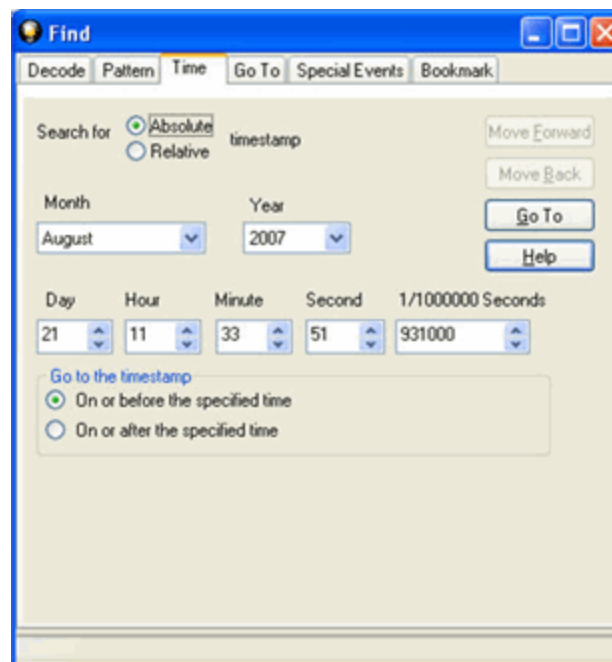 Find
Decode Pattern Time Go To Special Events Bookmark
Search for Absolute timestamp Move Forward
Relative
Move Back
Month Year Go To
August 2007
Help
Day Hour Minute Second 1/1000000 Seconds
21 11 33 51 931000
Go to the timestamp
On or before the specified time
On or after the specified time